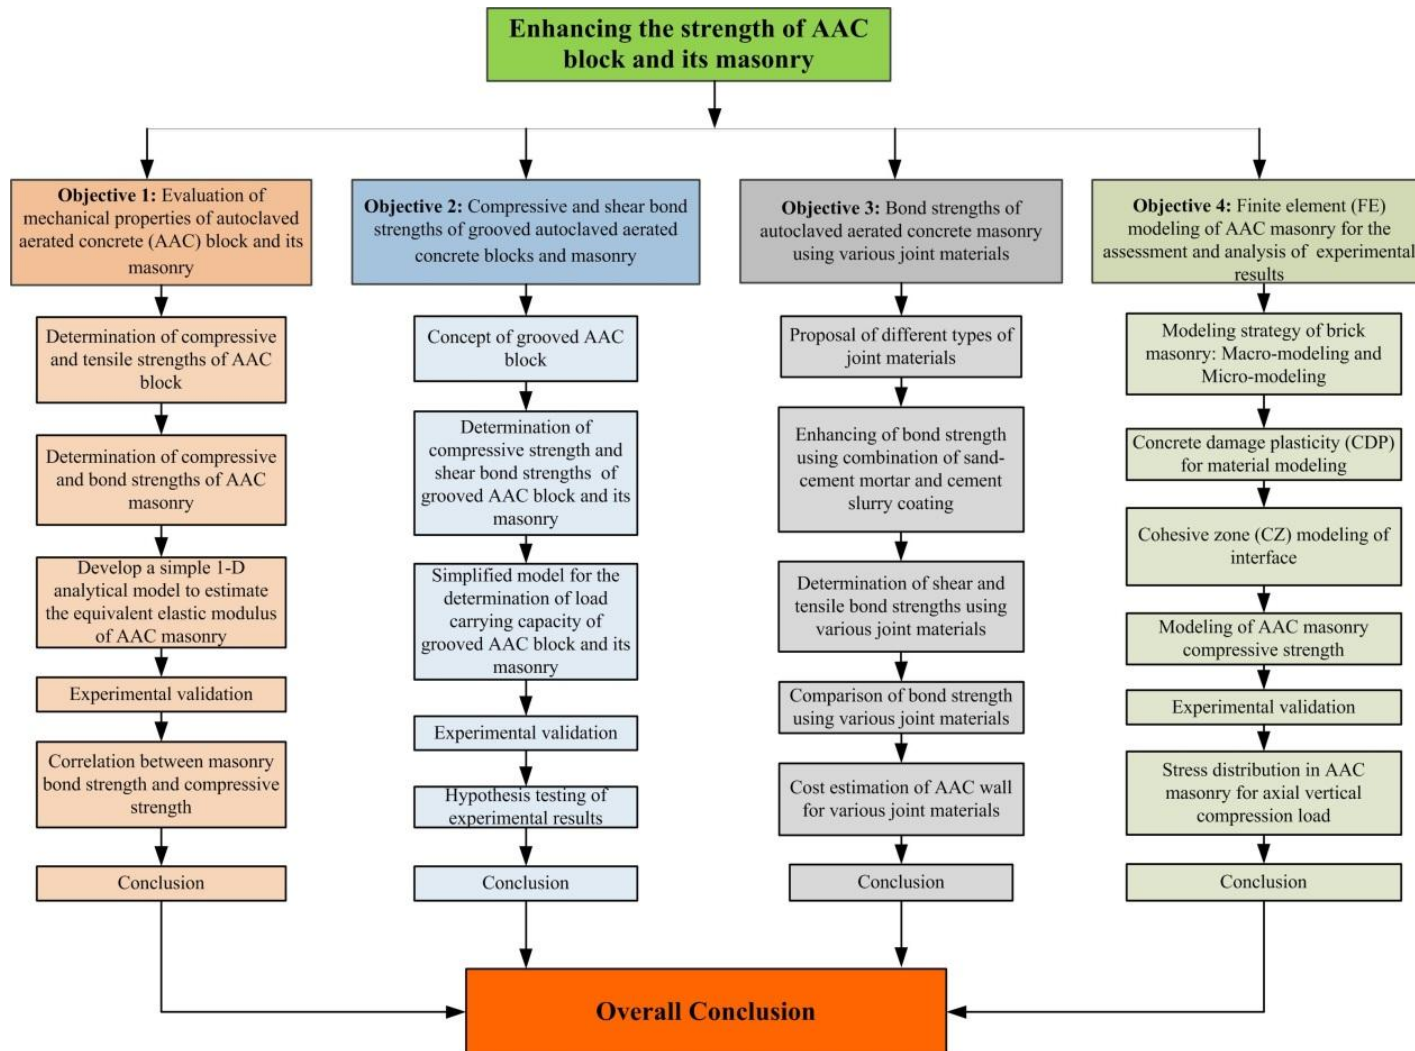 Enhancing the strength of AAC
block and its masonry
Objective 1: Evaluation of
mechanical properties of autoclaved
aerated concrete (AAC) block and its
masonry
Determination of compressive
and tensile strengths of AAC
block
Determination of compressive
and bond strengths of AAC
masonry
Develop a simple 1-D
analytical model to estimate
the equivalent elastic modulus
of AAC masonry
Experimental validation
Correlation between masonry
bond strength and compressive
strength
Conclusion
Objective 2: Compressive and shear bond
strengths of grooved autoclaved aerated
concrete blocks and masonry
Concept of grooved AAC
block
Determination of
compressive strength and
shear bond strengths of
grooved AAC block and its
masonry
Simplified model for the
determination of load
carrying capacity of
grooved AAC block and its
masonry
Experimental validation
Hypothesis testing of
experimental results
Conclusion
Objective 3: Bond strengths of
autoclaved aerated concrete masonry
using various joint materials
Proposal of different types of
joint materials
Enhancing of bond strength
using combination of sand-
cement mortar and cement
slurry coating
Determination of shear and
tensile bond strengths using
various joint materials
Comparison of bond strength
using various joint materials
Cost estimation of AAC wall
for various joint materials
Conclusion
Objective 4: Finite element (FE)
modeling of AAC masonry for the
assessment and analysis of experimental
results
Modeling strategy of brick
masonry: Macro-modeling and
Micro-modeling
Concrete damage plasticity (CDP)
for material modeling
Cohesive zone (CZ) modeling of
interface
Modeling of AAC masonry
compressive strength
Experimental validation
Stress distribution in AAC
masonry for axial vertical
compression load
Conclusion
Overall Conclusion